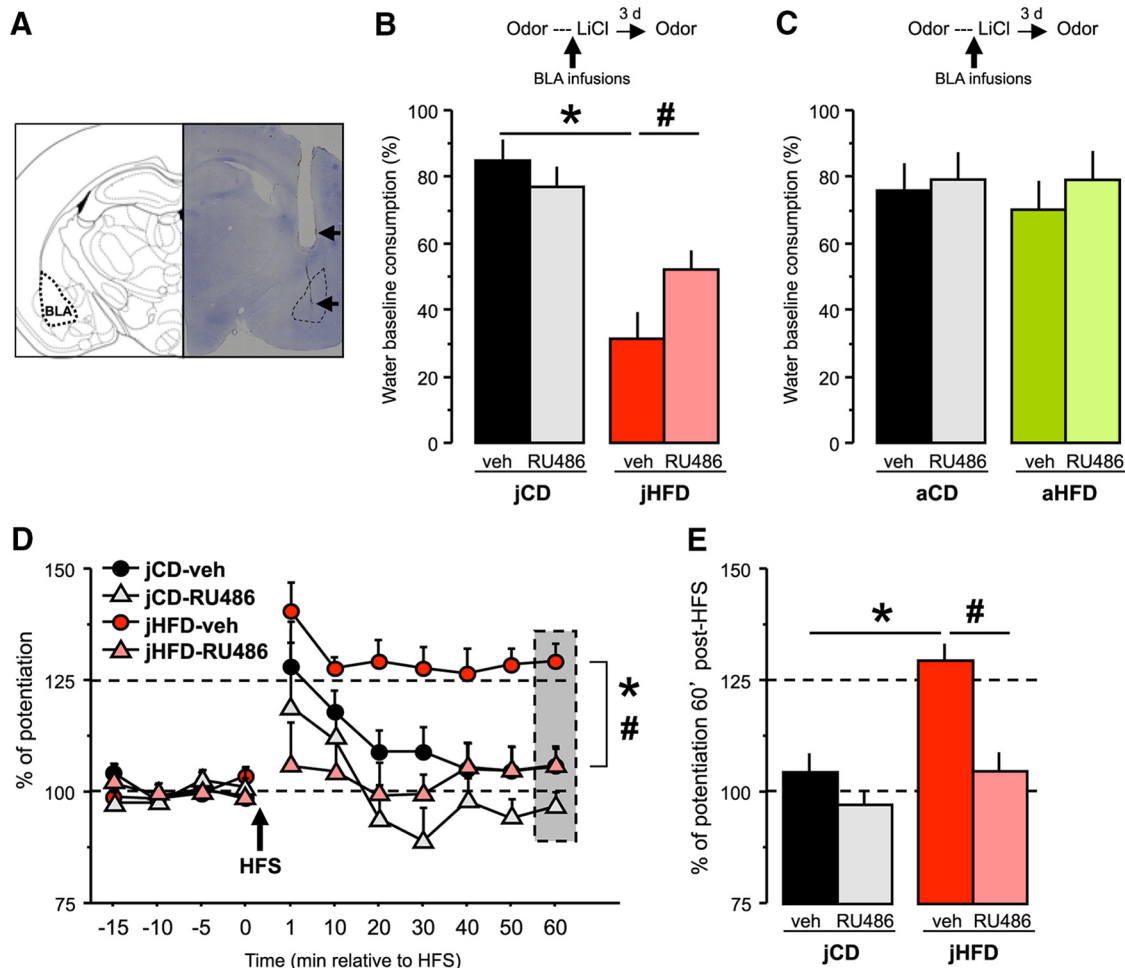 A
BLA
B
3 d
Odor --- LiCl Odor
BLA infusions
Water baseline consumption (%)
100
80
60
40
20
0
*
#
veh RU486 veh RU486
jCD jHFD
C
3 d
Odor --- LiCl Odor
BLA infusions
Water baseline consumption (%)
100
80
60
40
20
0
veh RU486 veh RU486
aCD aHFD
D
% of potentiation
150
125
100
75
jCD-veh
jCD-RU486
jHFD-veh
jHFD-RU486
*
#
HFS
-15 -10 -5 0 1 10 20 30 40 50 60
Time (min relative to HFS)
E
% of potentiation 60' post-HFS
150
125
100
75
*
#
veh RU486 veh RU486
jCD jHFD